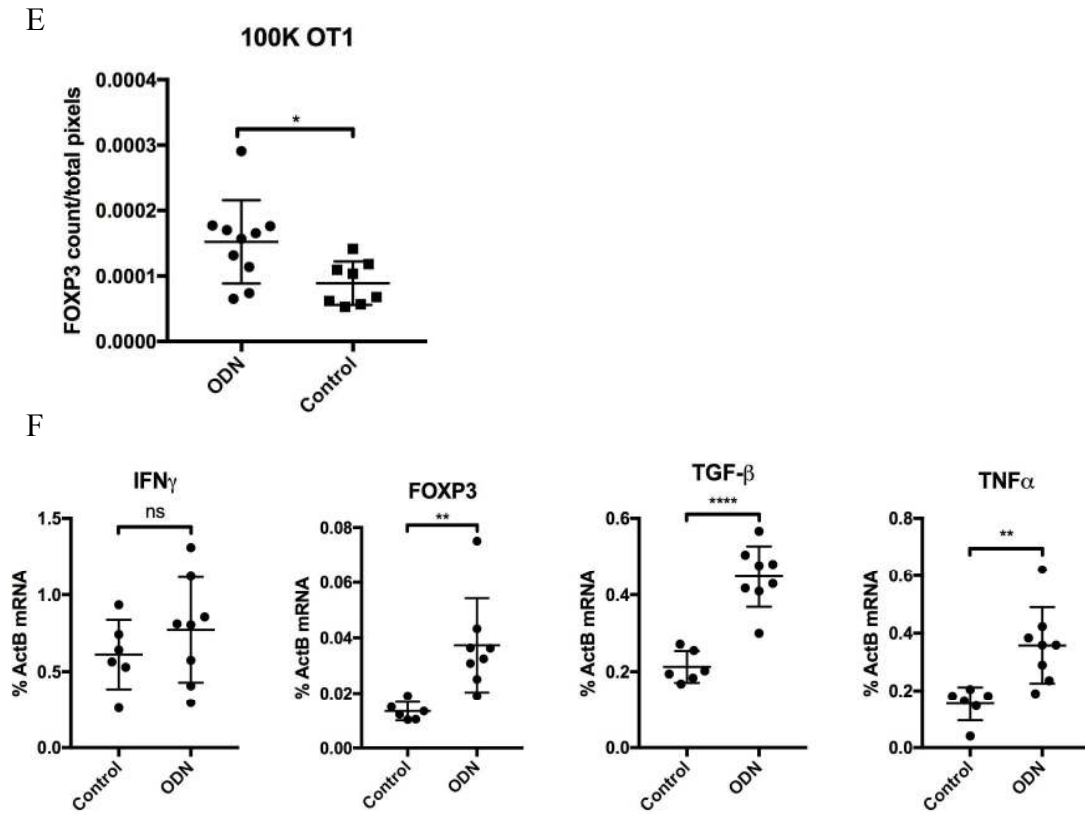 E
100K OT1
FOXP3 count/total pixels
0.0004
0.0003
0.0002
0.0001
0.0000
*
ODN
Control
F
IFNγ
% ActB mRNA
1.5
1.0
0.5
0.0
ns
Control
ODN
FOXP3
% ActB mRNA
0.08
0.06
0.04
0.02
0.00
**
Control
ODN
TGF-β
% ActB mRNA
0.6
0.4
0.2
0.0
****
Control
ODN
TNFα
% ActB mRNA
0.8
0.6
0.4
0.2
0.0
**
Control
ODN